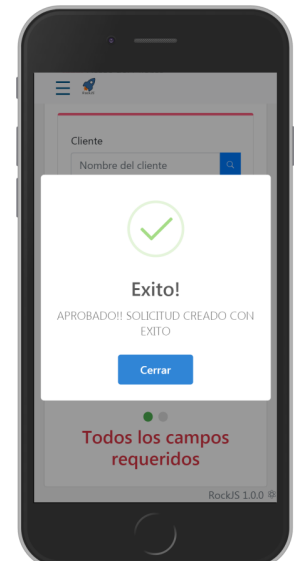 Cliente
Nombre del cliente
Exito!
APROBADO!! SOLICITUD CREADO CON
EXITO
Cerrar
Todos los campos
requeridos
RockJS 1.0.0